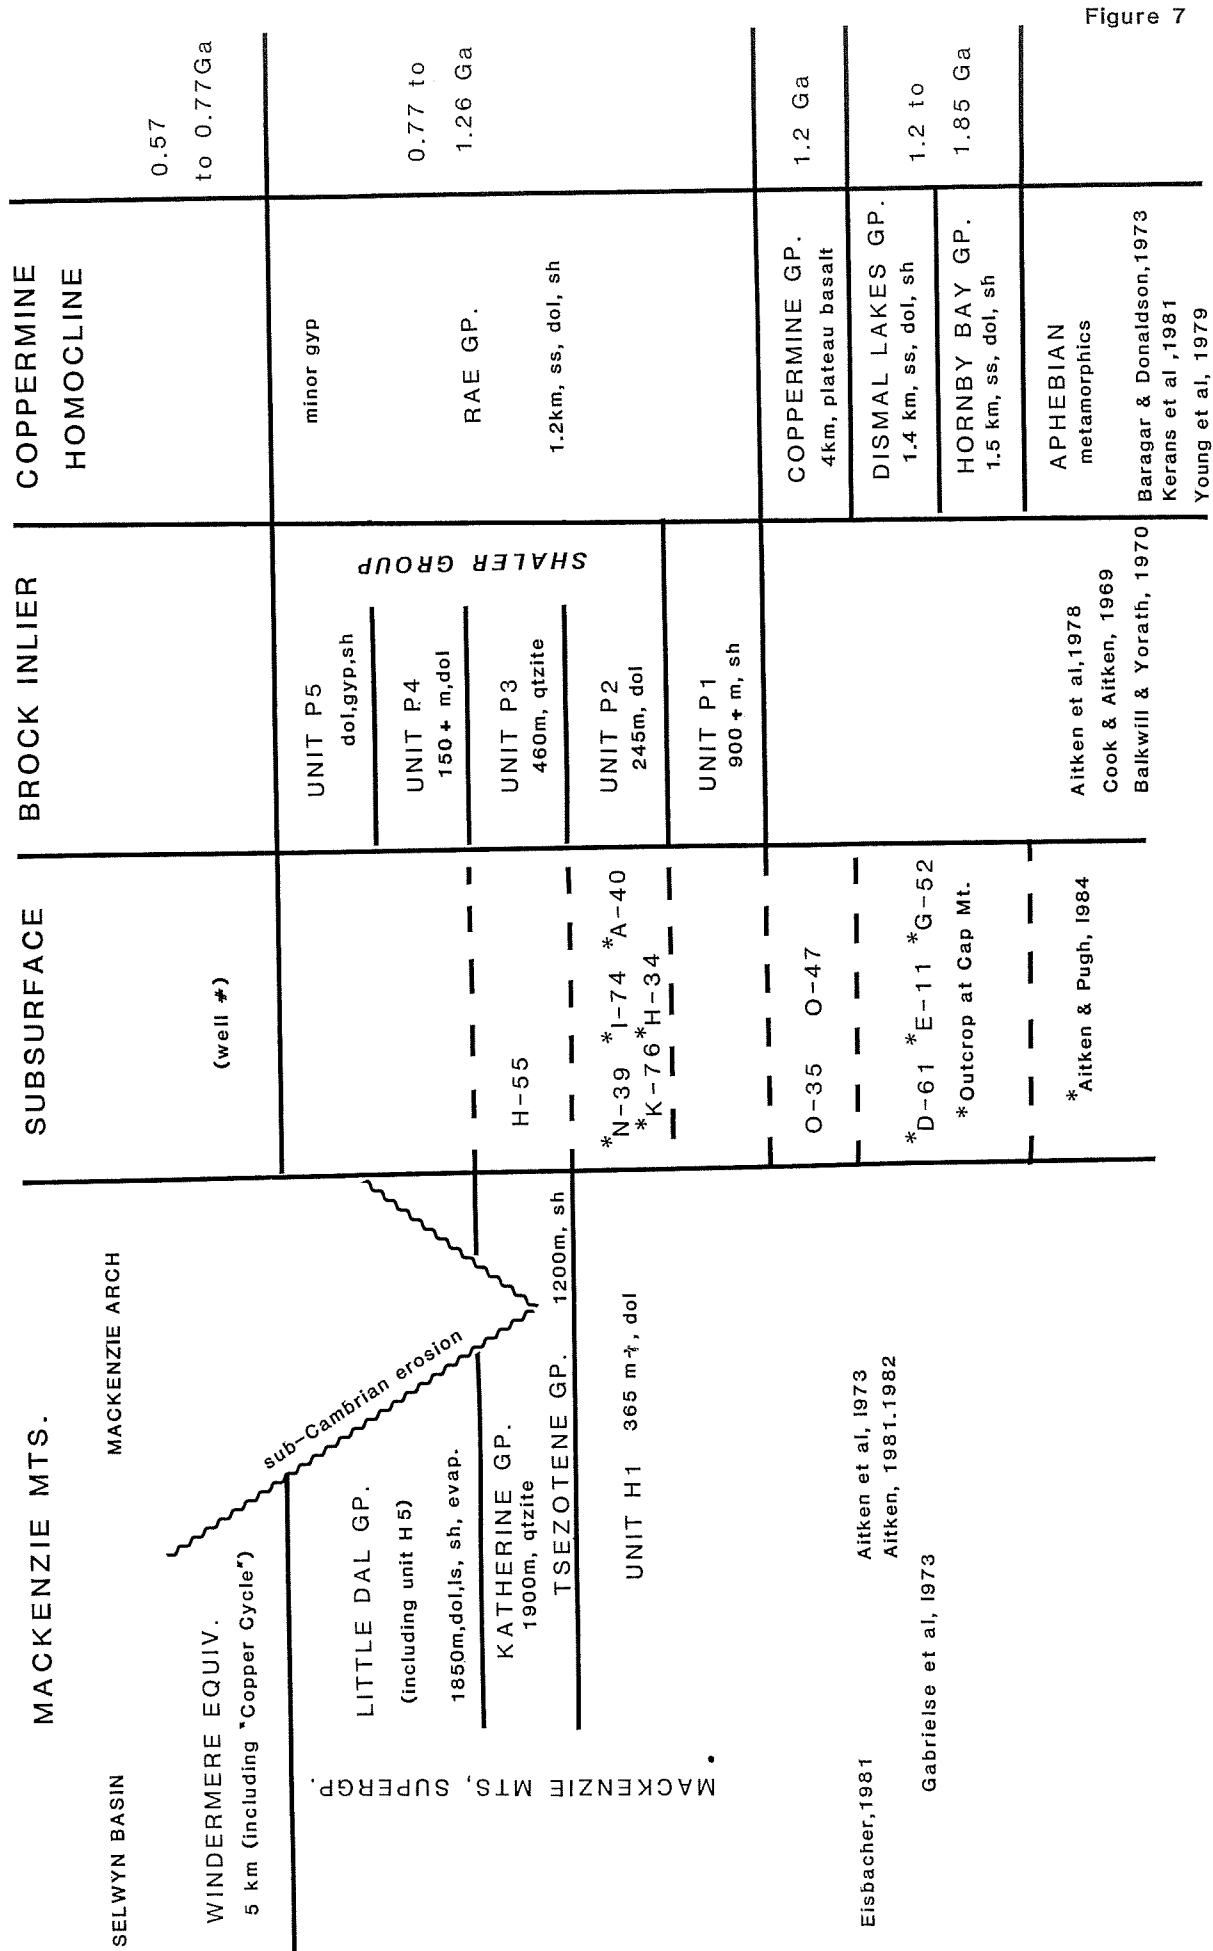 Figure 7
MACKENZIE MTS.
SELWYN BASIN
MACKENZIE ARCH
WINDERMERE EQUIV.
5 km (including "Copper Cycle")
sub-Cambrian erosion
LITTLE DAL GP.
(including unit H5)
1850m,dol,ls, sh, evap.
KATHERINE GP.
1900m, qtzite
TSEZOTENE GP. 1200m, sh
UNIT H1 365 m+, dol
MACKENZIE MTS, SUPERGP.
Eisbacher,1981
Aitken et al, 1973
Aitken, 1981.1982
Gabrielse et al, 1973
SUBSURFACE
(well #)
H-55
*N-39 *I-74 *A-40
*K-76 *H-34
O-35 O-47
*D-61 *E-11 *G-52
*Outcrop at Cap Mt.
*Aitken & Pugh, 1984
BROCK INLIER
UNIT P5
dol,gyp,sh
UNIT P4
150+ m,dol
UNIT P3
460m, qtzite
UNIT P2
245m, dol
UNIT P1
900+ m, sh
SHALER GROUP
Aitken et al,1978
Cook & Aitken, 1969
Balkwill & Yorath, 1970
COPPERMINE
HOMOCLINE
minor gyp
RAE GP.
1.2km, ss, dol, sh
COPPERMINE GP.
4km, plateau basalt
DISMAL LAKES GP.
1.4 km, ss, dol, sh
HORNBY BAY GP.
1.5 km, ss, dol, sh
APHEBIAN
metamorphics
Baragar & Donaldson,1973
Kerans et al ,1981
Young et al, 1979
0.57
to 0.77Ga
0.77 to
1.26 Ga
1.2 Ga
1.2 to
1.85 Ga